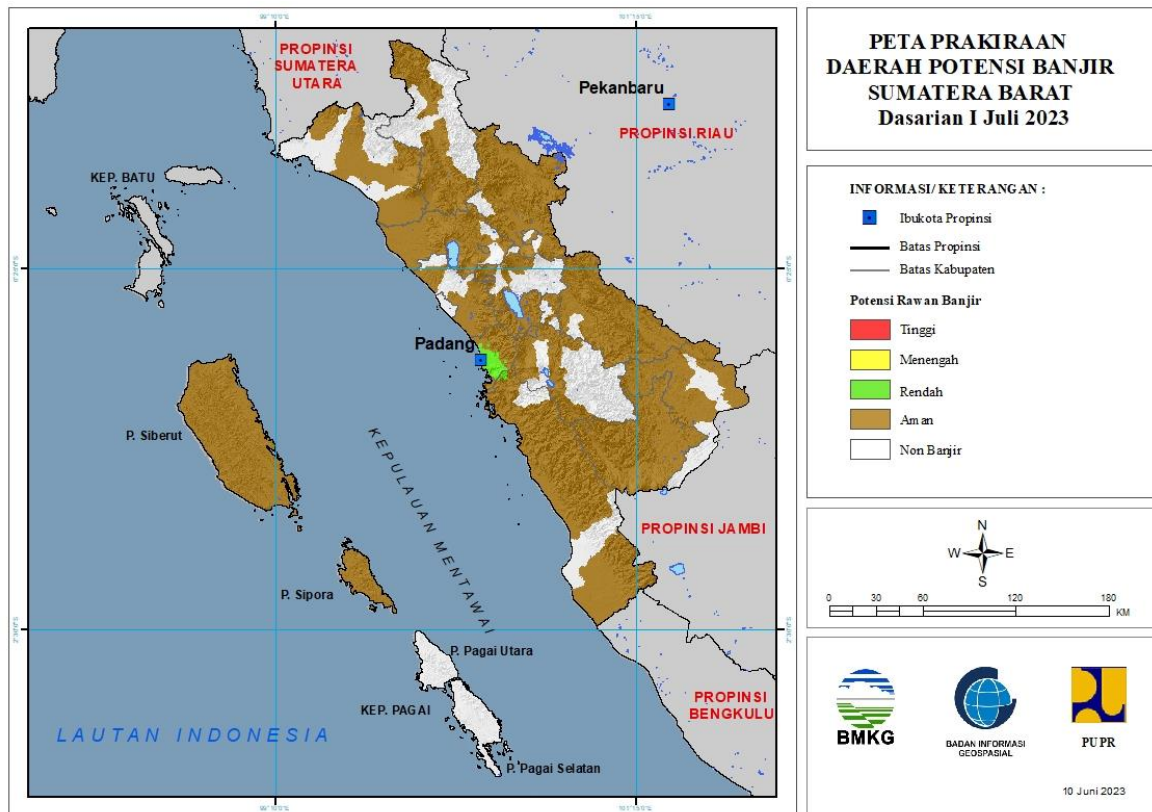 PROPINSI
SUMATERA
UTARA
Pekanbaru
PROPINSI RIAU
KEP. BATU
Padang
P. Siberut
KEPULAUAN MENTAWAI
PROPINSI JAMBI
P. Sipora
P. Pagai Utara
KEP. PAGAI
PROPINSI
BENGKULU
LAUTAN INDONESIA
P. Pagai Selatan
PETA PRAKIRAAN
DAERAH POTENSI BANJIR
SUMATERA BARAT
Dasarian I Juli 2023
INFORMASI/ KETERANGAN :
Ibukota Propinsi
Batas Propinsi
Batas Kabupaten
Potensi Rawan Banjir
Tinggi
Menengah
Rendah
Aman
Non Banjir
N
W E
S
0 30 60 120 180
KM
BMKG
BADAN INFORMASI
GEOSPASIAL
PUPR
10 Juni 2023